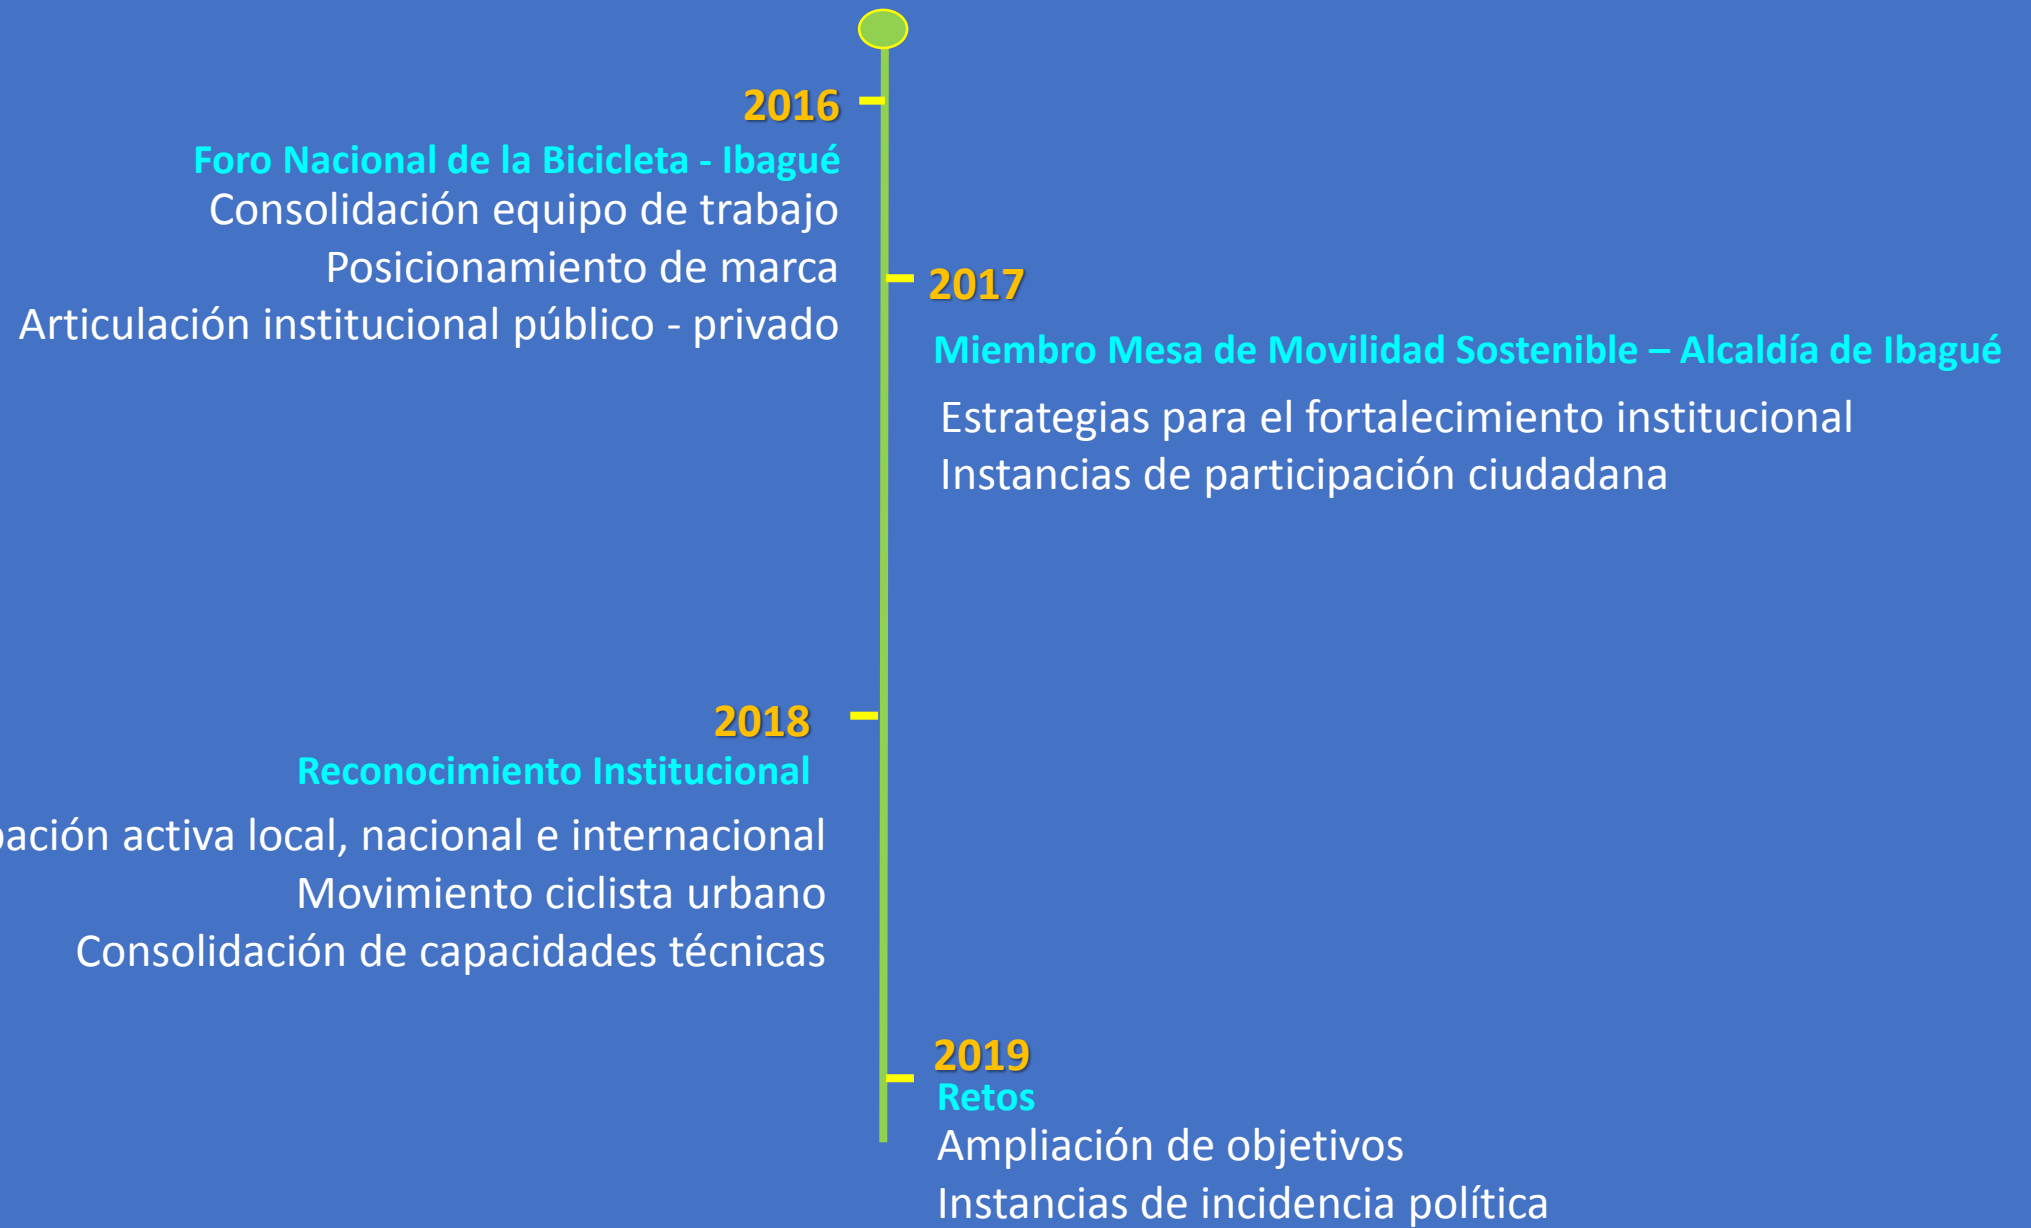 2016
Foro Nacional de la Bicicleta - Ibagué
Consolidación equipo de trabajo
Posicionamiento de marca
Articulación institucional público - privado
2017
Miembro Mesa de Movilidad Sostenible – Alcaldía de Ibagué
Estrategias para el fortalecimiento institucional
Instancias de participación ciudadana
2018
Reconocimiento Institucional
activa local, nacional e internacional
Movimiento ciclista urbano
Consolidación de capacidades técnicas
2019
Retos
Ampliación de objetivos
Instancias de incidencia política